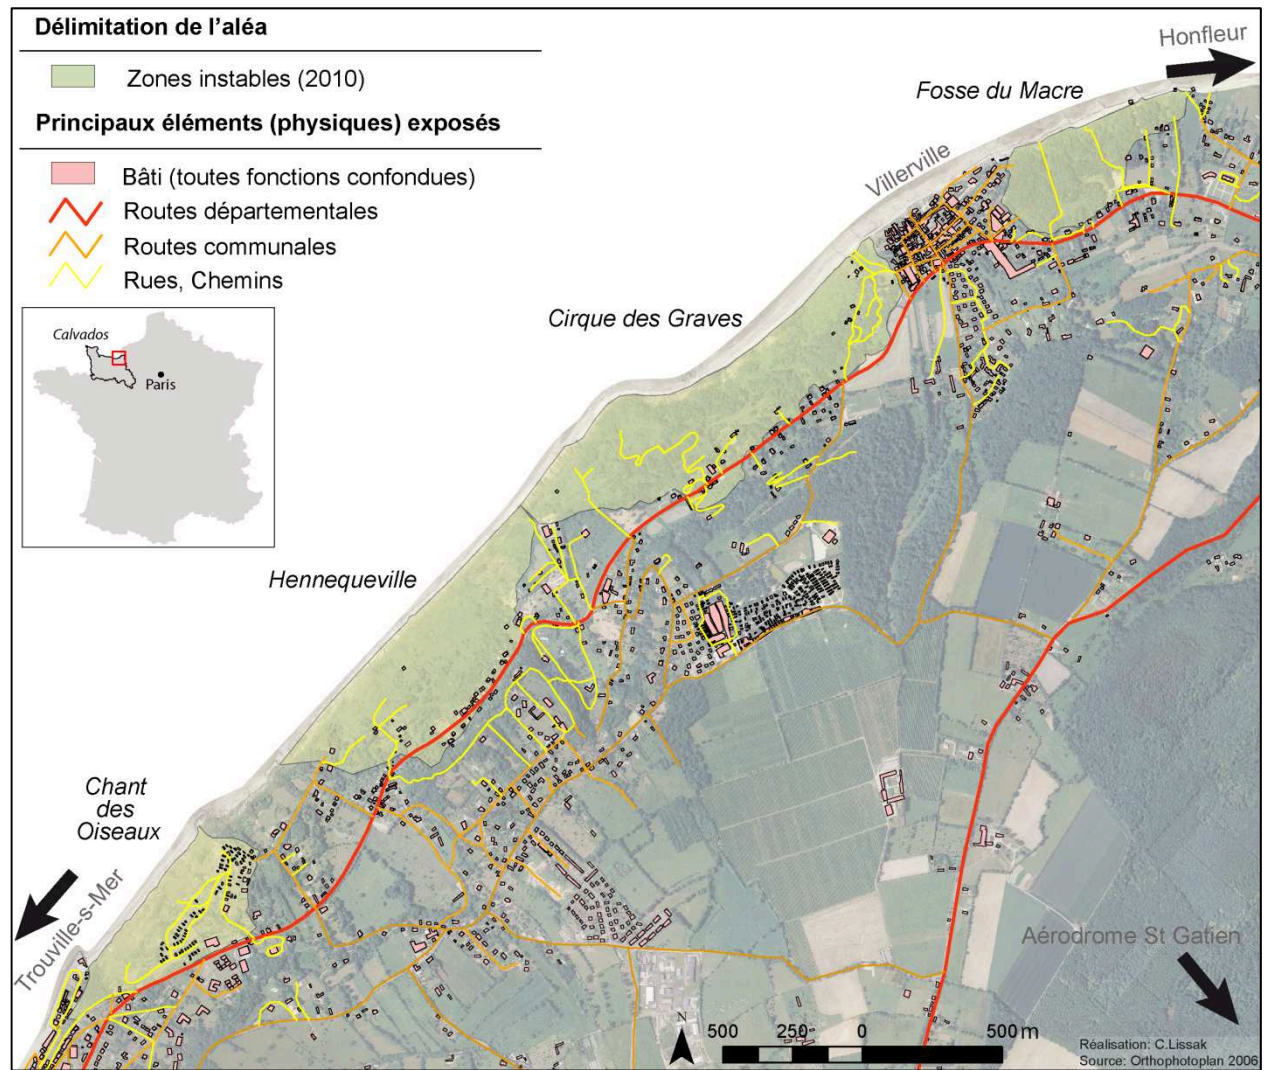 Délimitation de l’aléa
Zones instables (2010)
Principaux éléments (physiques) exposés
Bâti (toutes fonctions confondues)
Routes départementales
Routes communales
Rues, Chemins
Calvados
Paris
Honfleur
Fosse du Macre
Villerville
Cirque des Graves
Hennequeville
Chant
des
Oiseaux
Trouville-s-Mer
Aérodrome St Gatien
N
500 250 0 500 m
Réalisation: C.Lissak
Source: Orthophotoplan 2006